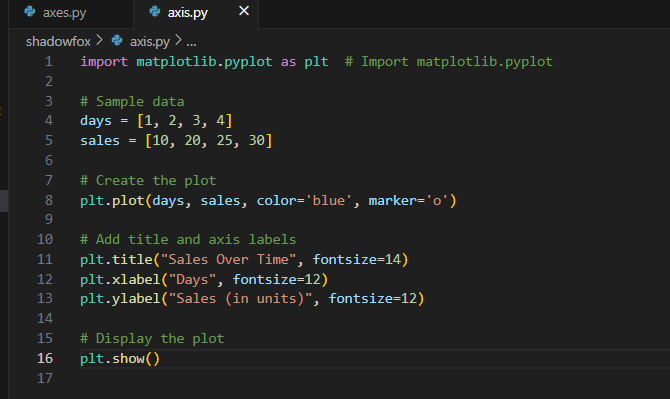 axes.py axis.py ×
shadowfox > axis.py > ...
1 import matplotlib.pyplot as plt  # Import matplotlib.pyplot
2
3 # Sample data
4 days = [1, 2, 3, 4]
5 sales = [10, 20, 25, 30]
6
7 # Create the plot
8 plt.plot(days, sales, color='blue', marker='o')
9
10 # Add title and axis labels
11 plt.title("Sales Over Time", fontsize=14)
12 plt.xlabel("Days", fontsize=12)
13 plt.ylabel("Sales (in units)", fontsize=12)
14
15 # Display the plot
16 plt.show()
17